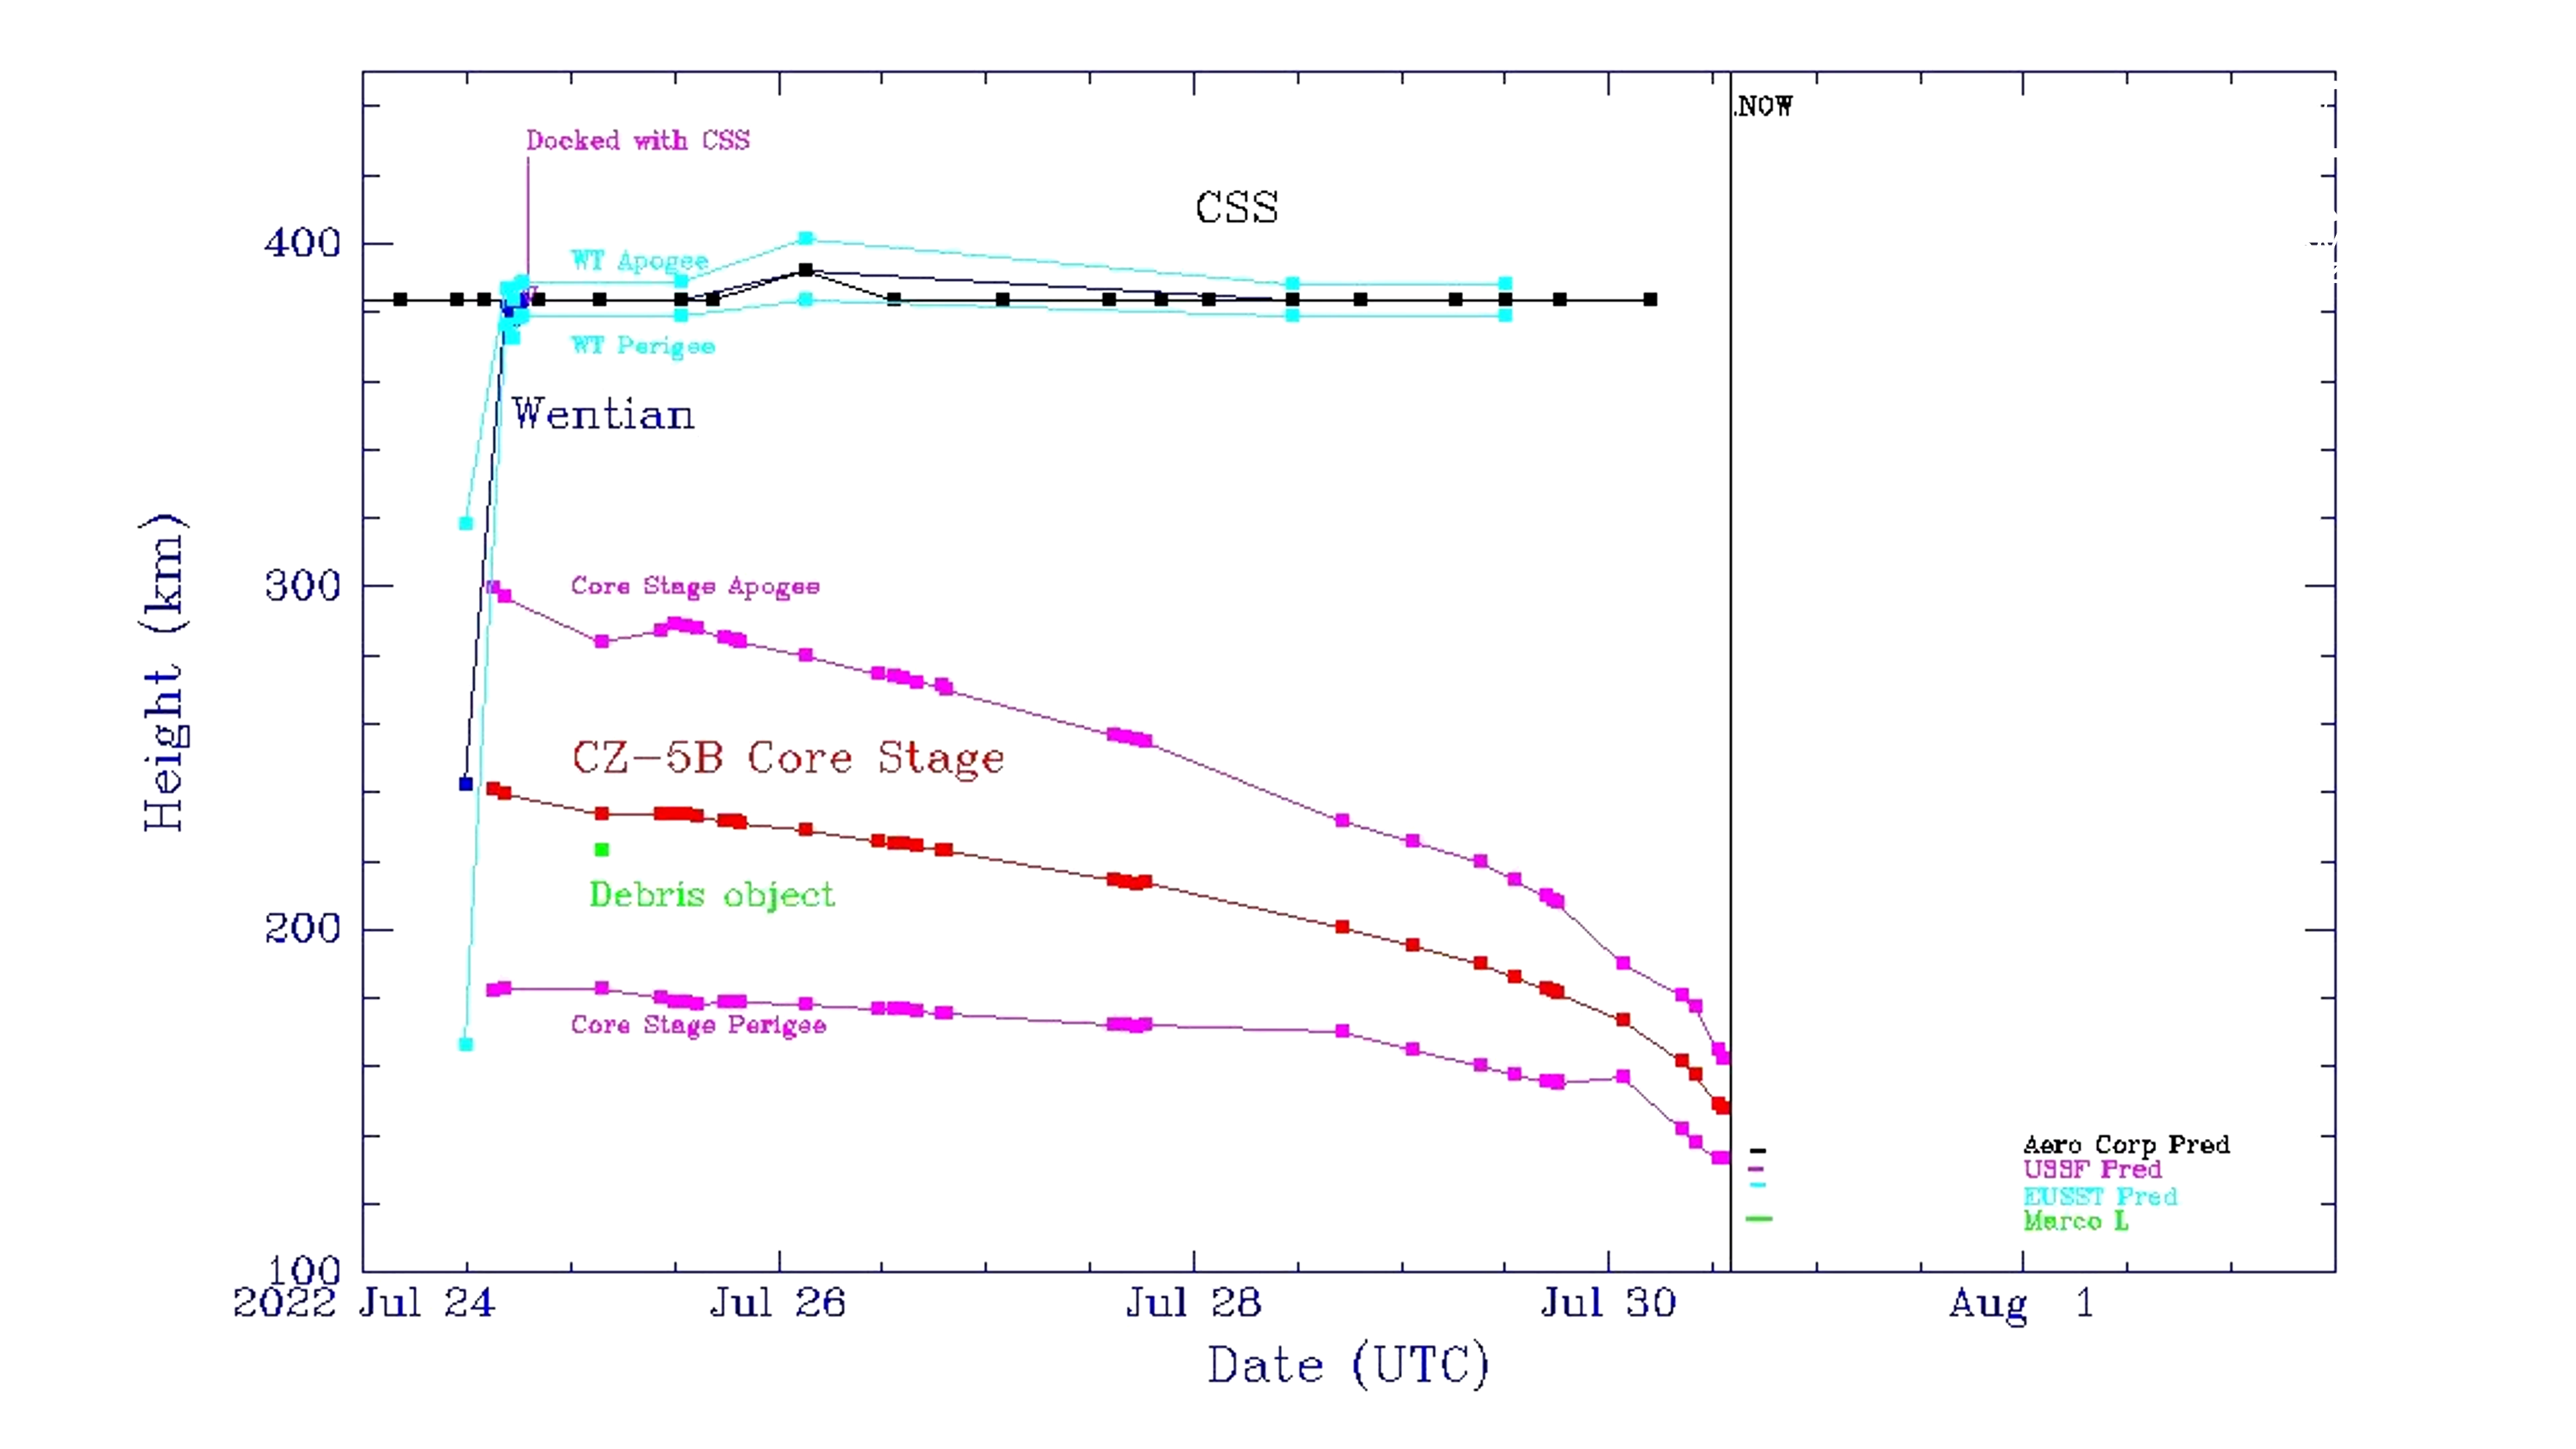 .NOW
Docked with CSS
CSS
400
WT Apogee
WT Perigee
Wentian
Height (km)
300
Core Stage Apogee
CZ-5B Core Stage
Debris object
200
Core Stage Perigee
Aero Corp Pred
USSF Pred
EUSST Pred
Marco L
100
2022 Jul 24 Jul 26 Jul 28 Jul 30 Aug 1
Date (UTC)